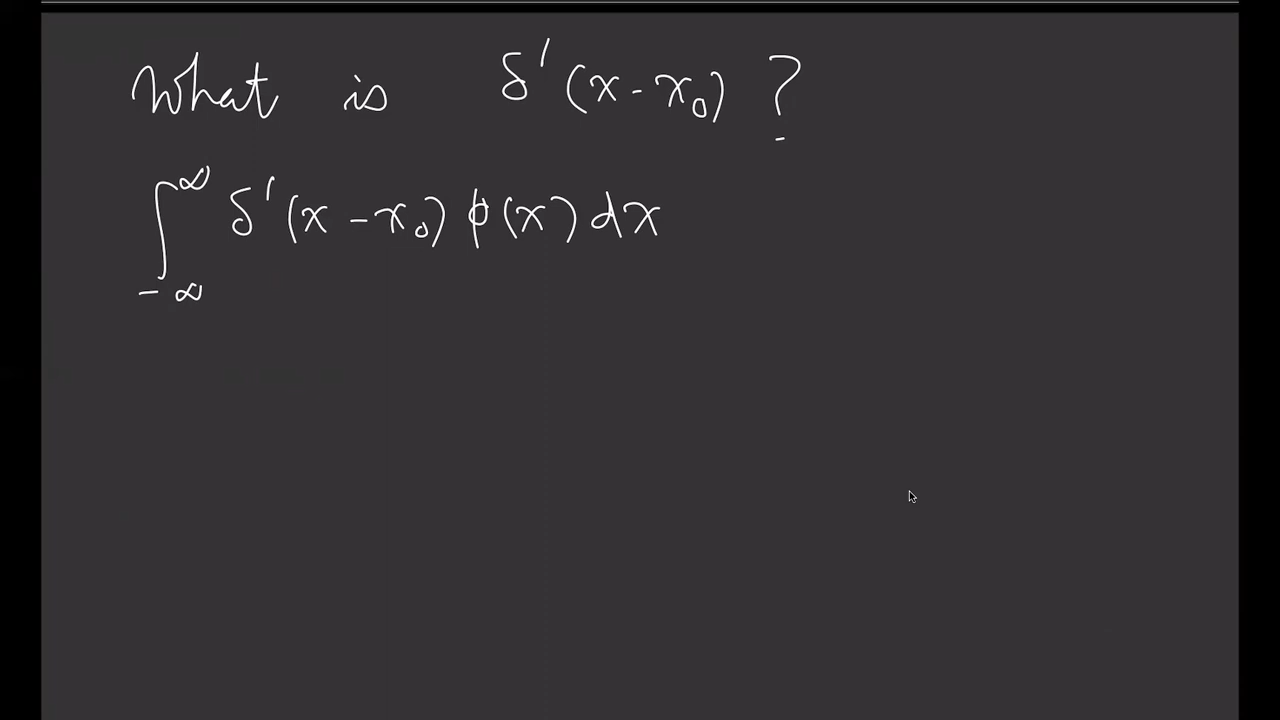 What is δ'(x-x₀) ?
∫_{-∞}^{∞} δ'(x-x₀) ϕ(x) dx